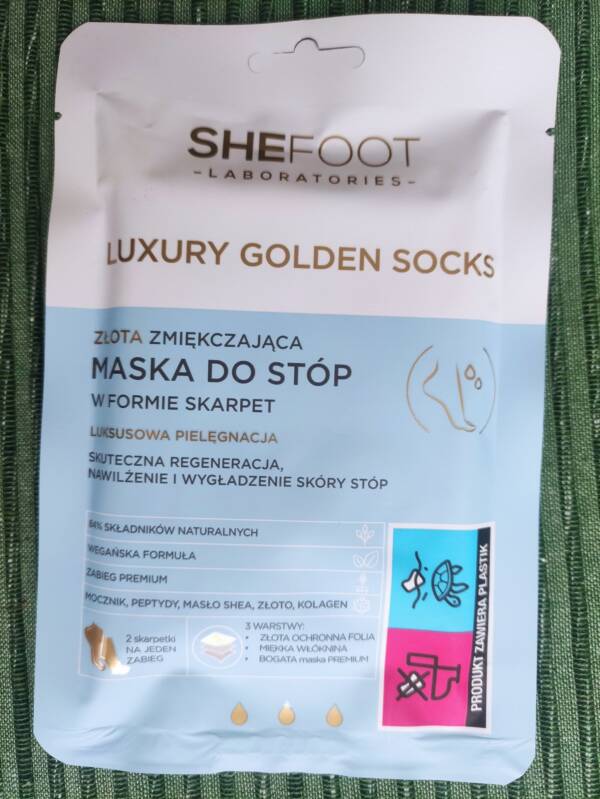 SHEFOOT
-LABORATORIES-
LUXURY GOLDEN SOCKS
ZŁOTA ZMIĘKCZAJĄCA
MASKA DO STÓP
W FORMIE SKARPET
LUKSUSOWA PIELĘGNACJA
SKUTECZNA REGENERACJA,
NAWILŻENIE I WYGŁADZENIE SKÓRY STÓP
84% SKŁADNIKÓW NATURALNYCH
WEGAŃSKA FORMUŁA
ZABIEG PREMIUM
MOCZNIK, PEPTYDY, MASŁO SHEA, ZŁOTO, KOLAGEN
2 skarpetki
NA JEDEN
ZABIEG
3 WARSTWY:
• ZŁOTA OCHRONNA FOLIA
• MIĘKKA WŁÓKNINA
• BOGATA maska PREMIUM
PRODUKT ZAWIERA PLASTIK